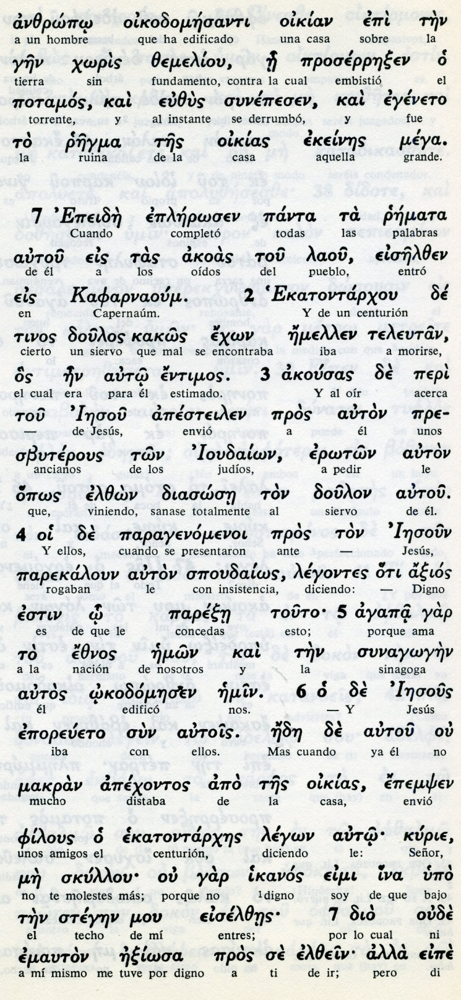 ἀνθρώπῳ οἰκοδομήσαντι οἰκίαν ἐπὶ τὴν
a un hombre que ha edificado una casa sobre la
γῆν χωρὶς θεμελίου, ᾗ προσέρρηξεν ὁ
tierra sin fundamento, contra la cual embistió el
ποταμός, καὶ εὐθὺς συνέπεσεν, καὶ ἐγένετο
torrente, y al instante se derrumbó, y fue
τὸ ῥῆγμα τῆς οἰκίας ἐκείνης μέγα.
la ruina de la casa aquella grande.
7 Ἐπειδὴ ἐπλήρωσεν πάντα τὰ ῥήματα
Cuando completó todas las palabras
αὐτοῦ εἰς τὰς ἀκοὰς τοῦ λαοῦ, εἰσῆλθεν
de él a los oídos del pueblo, entró
εἰς Καφαρναούμ. 2 Ἑκατοντάρχου δέ
en Capernaúm. Y de un centurión
τινος δοῦλος κακῶς ἔχων ἤμελλεν τελευτᾶν,
cierto un siervo que mal se encontraba iba a morirse,
ὃς ἦν αὐτῷ ἔντιμος. 3 ἀκούσας δὲ περὶ
el cual era para él estimado. Y al oír acerca
τοῦ Ἰησοῦ ἀπέστειλεν πρὸς αὐτὸν πρε-
— de Jesús, envió a él unos
σβυτέρους τῶν Ἰουδαίων, ἐρωτῶν αὐτὸν
ancianos de los judíos, a pedir le
ὅπως ἐλθὼν διασώσῃ τὸν δοῦλον αὐτοῦ.
que, viniendo, sanase totalmente al siervo de él.
4 οἱ δὲ παραγενόμενοι πρὸς τὸν Ἰησοῦν
Y ellos, cuando se presentaron ante — Jesús,
παρεκάλουν αὐτὸν σπουδαίως, λέγοντες ὅτι ἄξιός
rogaban le con insistencia, diciendo: — Digno
ἐστιν ᾧ παρέξῃ τοῦτο· 5 ἀγαπᾷ γὰρ
es de que le concedas esto; porque ama
τὸ ἔθνος ἡμῶν καὶ τὴν συναγωγὴν
a la nación de nosotros y la sinagoga
αὐτὸς ᾠκοδόμησεν ἡμῖν. 6 ὁ δὲ Ἰησοῦς
él edificó nos. — Y Jesús
ἐπορεύετο σὺν αὐτοῖς. ἤδη δὲ αὐτοῦ οὐ
iba con ellos. Mas cuando ya él no
μακρὰν ἀπέχοντος ἀπὸ τῆς οἰκίας, ἔπεμψεν
mucho distaba de la casa, envió
φίλους ὁ ἑκατοντάρχης λέγων αὐτῷ· κύριε,
unos amigos el centurión, diciendo le: Señor,
μὴ σκύλλου· οὐ γὰρ ἱκανός εἰμι ἵνα ὑπὸ
no te molestes más; porque no digno soy de que bajo
τὴν στέγην μου εἰσέλθῃς· 7 διὸ οὐδὲ
el techo de mí entres; por lo cual ni
ἐμαυτὸν ἠξίωσα πρὸς σὲ ἐλθεῖν· ἀλλὰ εἰπὲ
a mí mismo me tuve por digno a ti de ir; pero di